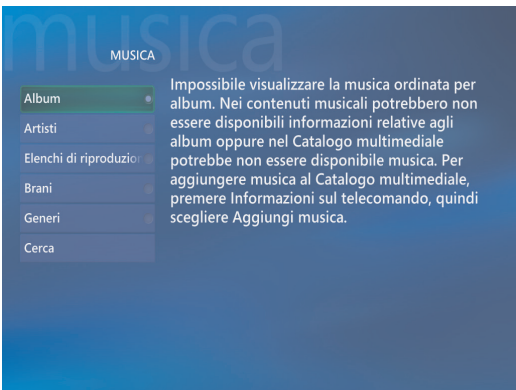 musica
MUSICA
Album
Artisti
Elenchi di riproduzior
Brani
Generi
Cerca
Impossibile visualizzare la musica ordinata per
album. Nei contenuti musicali potrebbero non
essere disponibili informazioni relative agli
album oppure nel Catalogo multimediale
potrebbe non essere disponibile musica. Per
aggiungere musica al Catalogo multimediale,
premere Informazioni sul telecomando, quindi
scegliere Aggiungi musica.